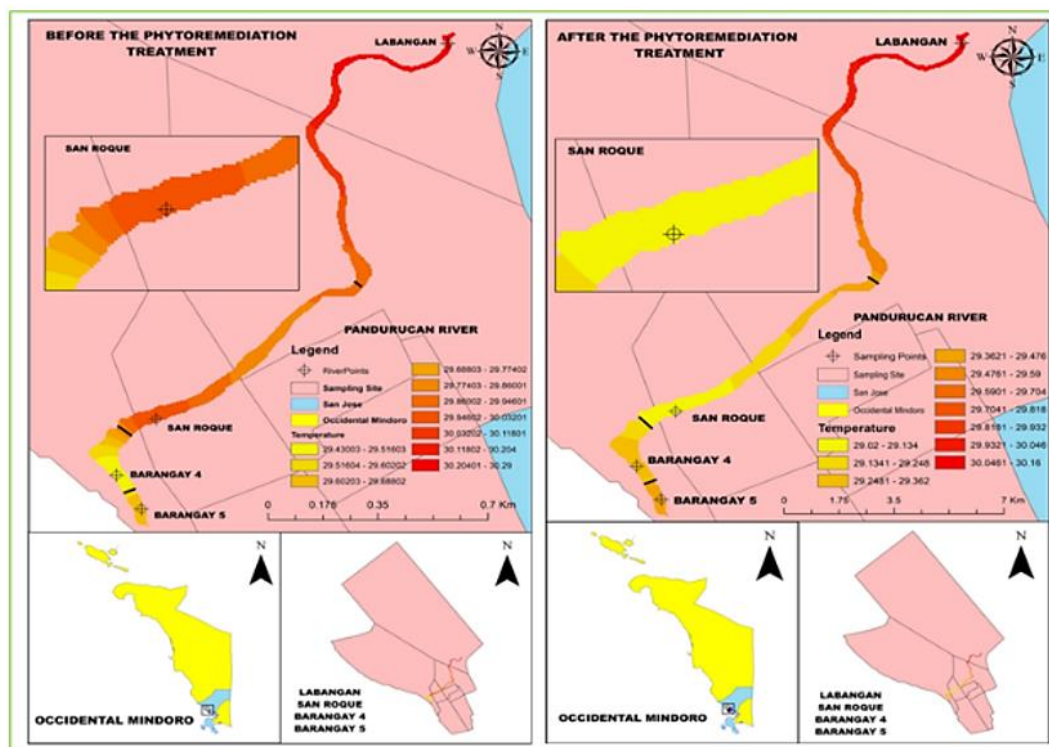 BEFORE THE PHYTOREMEDIATION
TREATMENT
LABANGAN
N
W
E
S
SAN ROQUE
PANDURUCAN RIVER
Legend
RiverPoints
Sampling Site
San Jose
Occidental Mindoro
Temperature
29.43003 - 29.51603
29.51604 - 29.60202
29.60203 - 29.68802
29.68803 - 29.77402
29.77403 - 29.86001
29.86002 - 29.94601
29.94602 - 30.03201
30.03202 - 30.11801
30.11802 - 30.204
30.20401 - 30.29
SAN ROQUE
BARANGAY 4
BARANGAY 5
0 0.175 0.35 0.7 Km
N
OCCIDENTAL MINDORO
N
LABANGAN
SAN ROQUE
BARANGAY 4
BARANGAY 5
AFTER THE PHYTOREMEDIATION
TREATMENT
LABANGAN
N
W
E
S
SAN ROQUE
PANDURUCAN RIVER
Legend
Sampling Points
Sampling Site
San Jose
Occidental Mindoro
Temperature
29.02 - 29.134
29.1341 - 29.248
29.2481 - 29.362
29.3621 - 29.476
29.4761 - 29.59
29.5901 - 29.704
29.7041 - 29.818
29.8181 - 29.932
29.9321 - 30.046
30.0461 - 30.16
SAN ROQUE
BARANGAY 4
BARANGAY 5
0 1.75 3.5 7 Km
N
OCCIDENTAL MINDORO
N
LABANGAN
SAN ROQUE
BARANGAY 4
BARANGAY 5